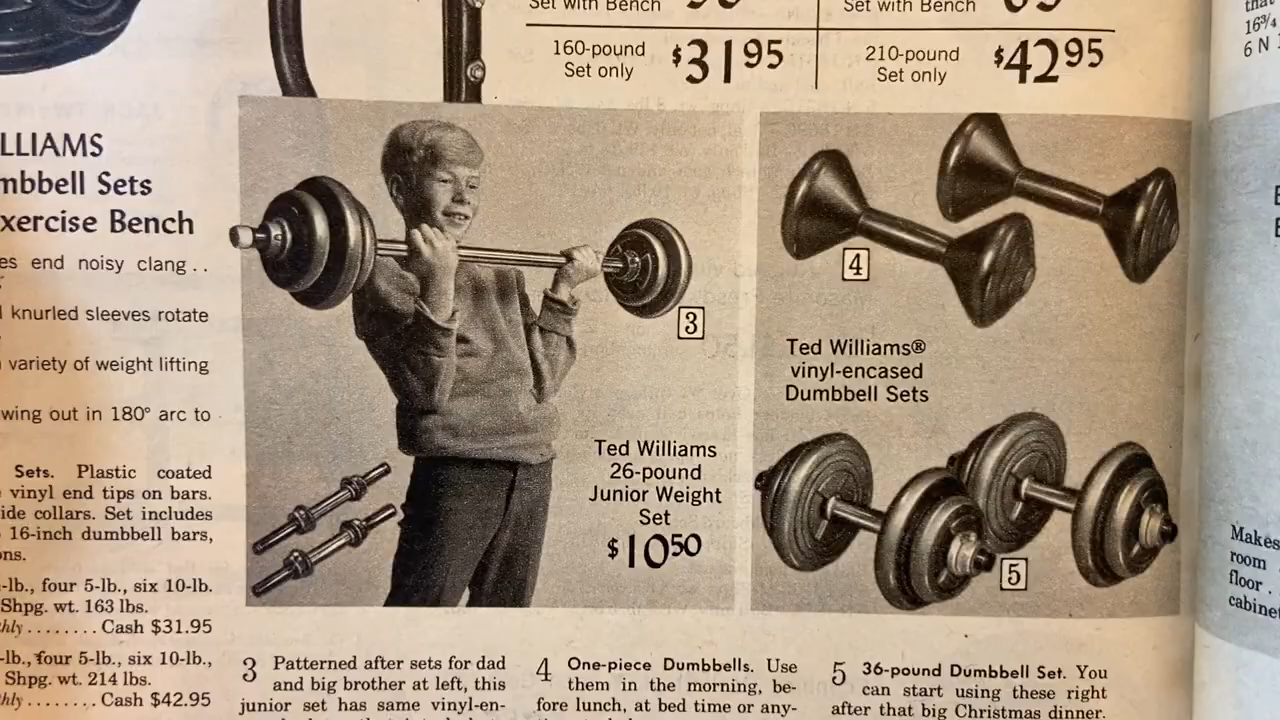 Set with Bench
Set with Bench
160-pound
Set only
$31.95
210-pound
Set only
$42.95
LLIAMS
mbbell Sets
xercise Bench
es end noisy clang . .
l knurled sleeves rotate
variety of weight lifting
wing out in 180° arc to
Sets. Plastic coated
vinyl end tips on bars.
ide collars. Set includes
16-inch dumbbell bars,
ons.
-lb., four 5-lb., six 10-lb.
Shpg. wt. 163 lbs.
hly ........ Cash $31.95
-lb., four 5-lb., six 10-lb.,
Shpg. wt. 214 lbs.
hly ........ Cash $42.95
3
Ted Williams
26-pound
Junior Weight
Set
$10.50
4
Ted Williams®
vinyl-encased
Dumbbell Sets
5
3 Patterned after sets for dad
and big brother at left, this
junior set has same vinyl-en-
4 One-piece Dumbbells. Use
them in the morning, be-
fore lunch, at bed time or any-
5 36-pound Dumbbell Set. You
can start using these right
after that big Christmas dinner.
that
16¾
6 N
Makes
room
floor .
cabinet